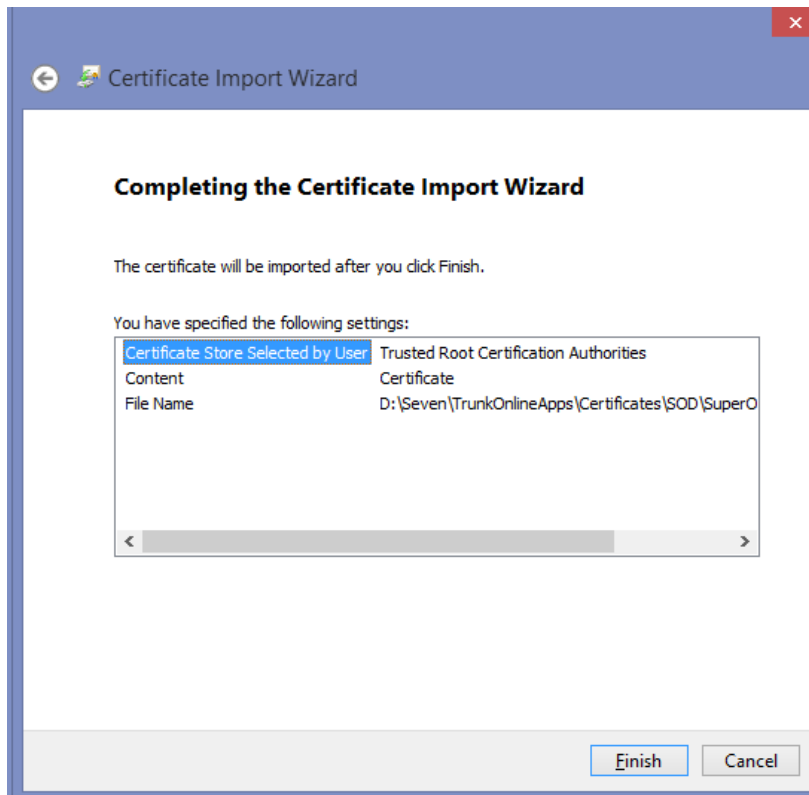 Certificate Import Wizard
Completing the Certificate Import Wizard
The certificate will be imported after you click Finish.
You have specified the following settings:
Certificate Store Selected by User Trusted Root Certification Authorities
Content Certificate
File Name D:\Seven\TrunkOnlineApps\Certificates\SOD\SuperO
Finish Cancel